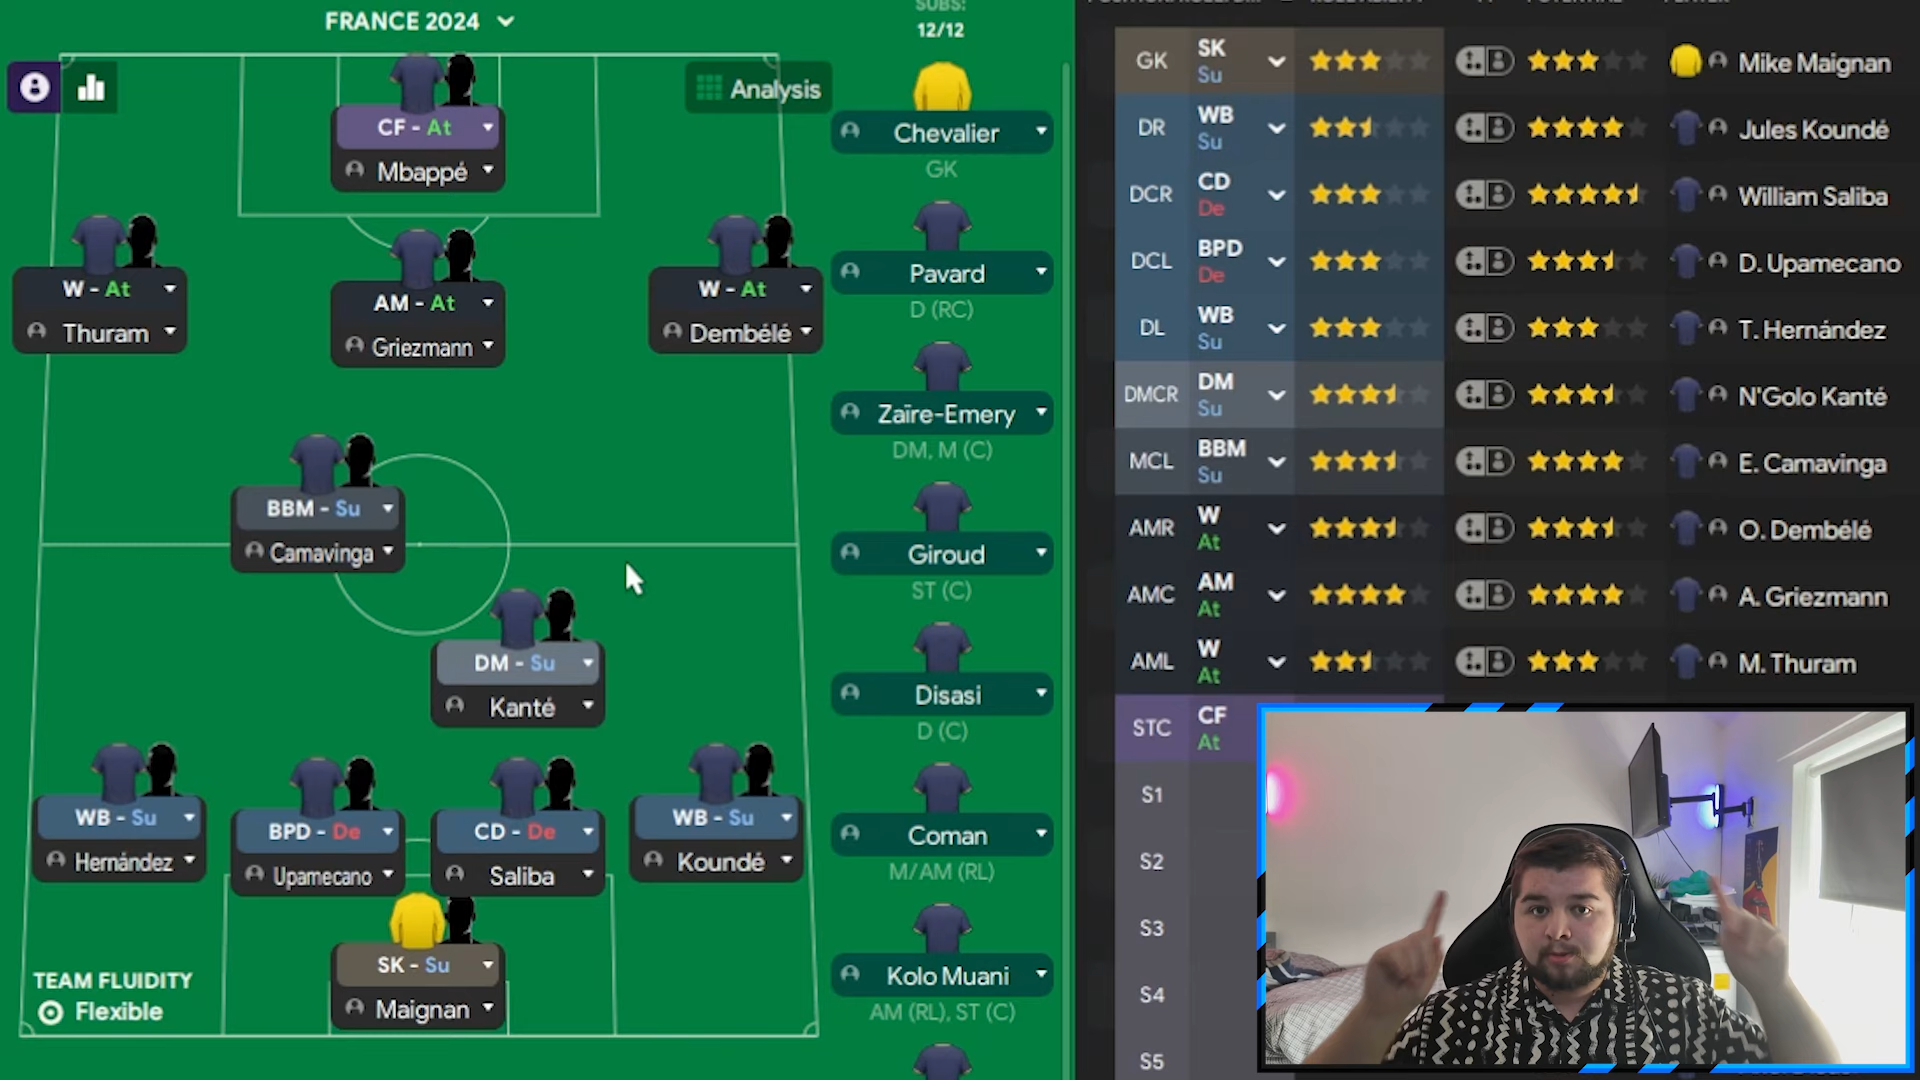 FRANCE 2024
SUBS:
12/12
Analysis
CF - At
Mbappé
W - At
Thuram
AM - At
Griezmann
W - At
Dembélé
BBM - Su
Camavinga
DM - Su
Kanté
WB - Su
Hernández
BPD - De
Upamecano
CD - De
Saliba
WB - Su
Koundé
SK - Su
Maignan
TEAM FLUIDITY
Flexible
Chevalier
GK
Pavard
D (RC)
Zaïre-Emery
DM, M (C)
Giroud
ST (C)
Disasi
D (C)
Coman
M/AM (RL)
Kolo Muani
AM (RL), ST (C)
GK SK Su Mike Maignan
DR WB Su Jules Koundé
DCR CD De William Saliba
DCL BPD De D. Upamecano
DL WB Su T. Hernández
DMCR DM Su N'Golo Kanté
MCL BBM Su E. Camavinga
AMR W At O. Dembélé
AMC AM At A. Griezmann
AML W At M. Thuram
STC CF At
S1
S2
S3
S4
S5